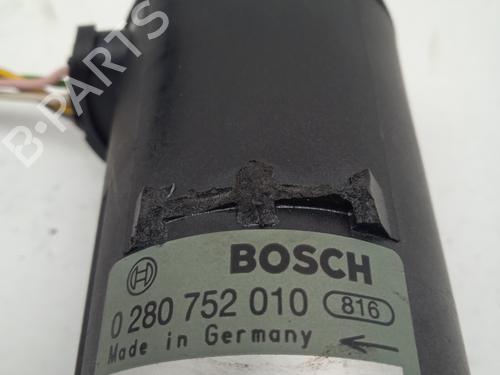 B-PARTS
BOSCH
0 280 752 010 816
Made in Germany